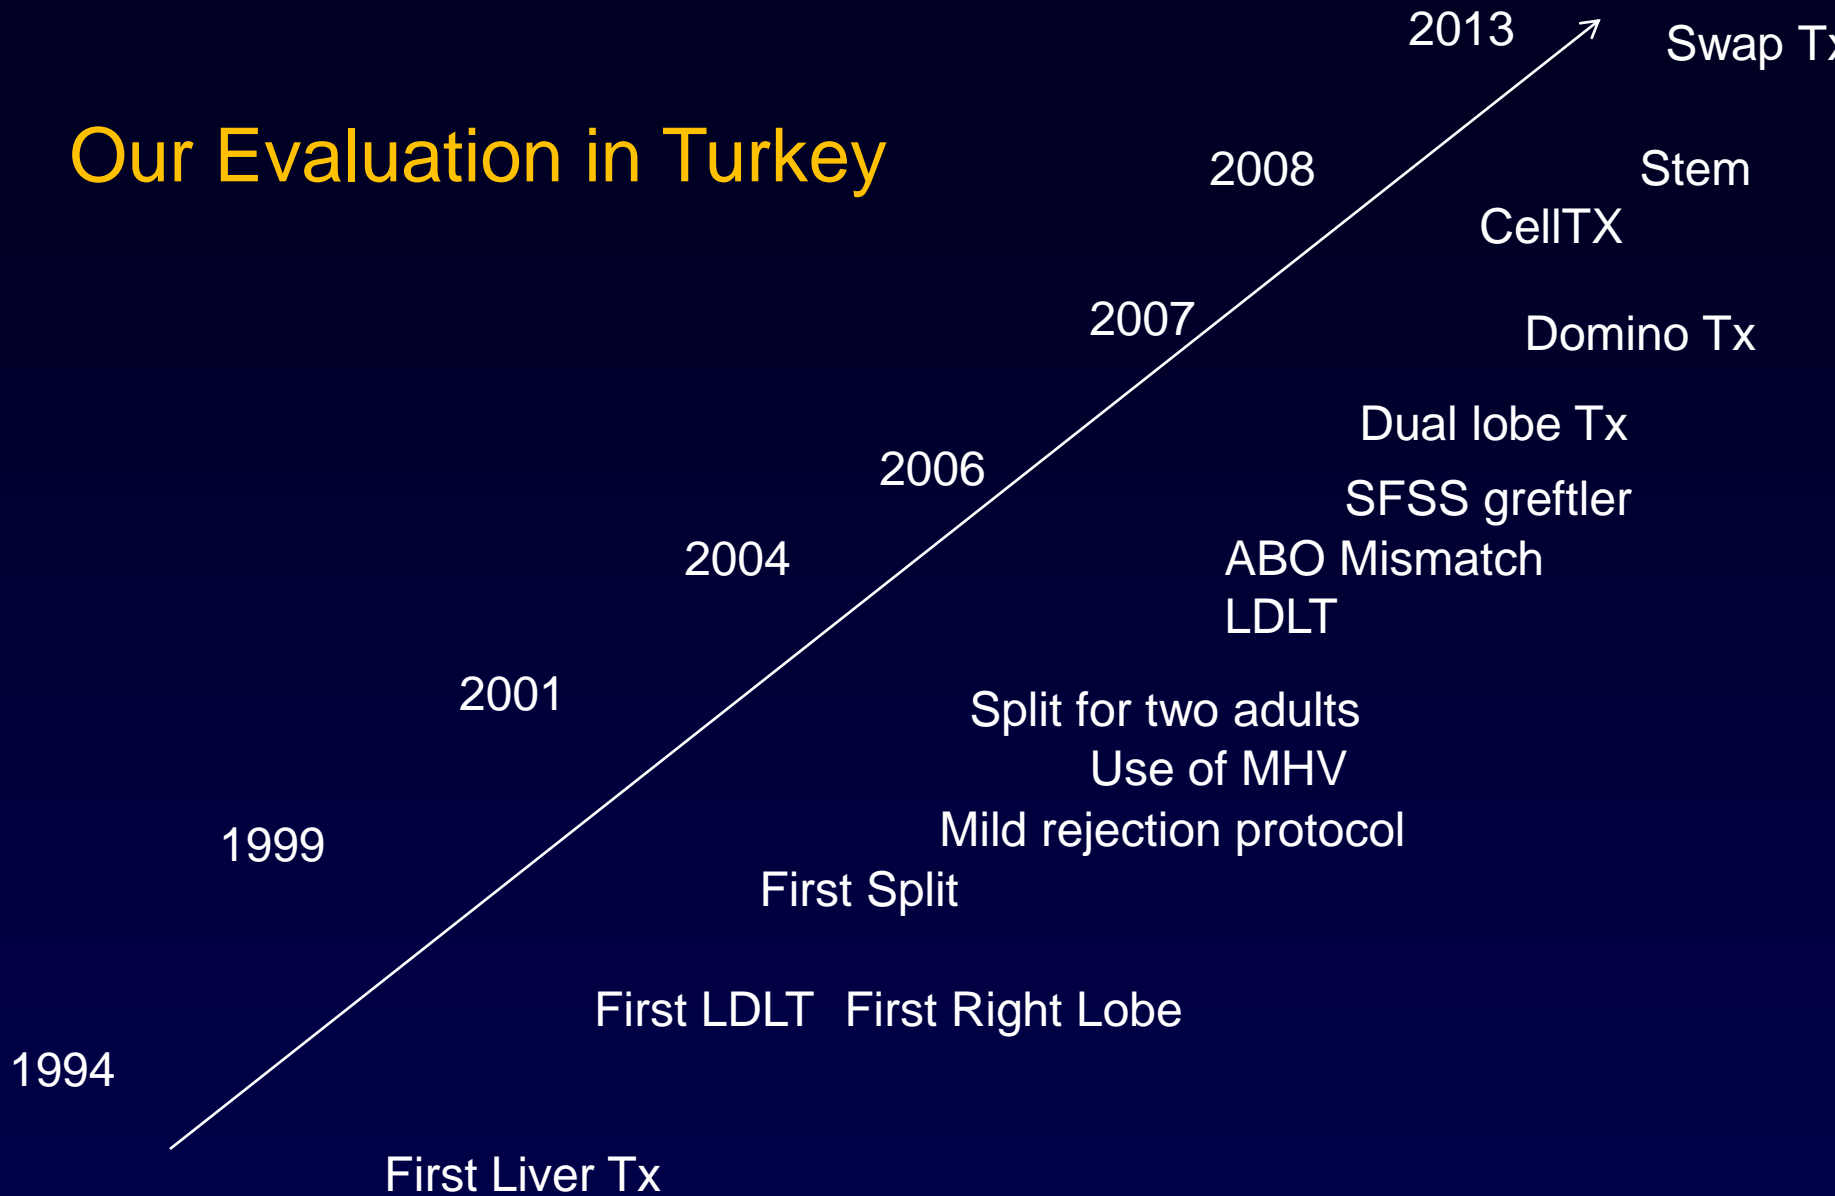 2013
Swap Tx
Our Evaluation in Turkey
2008
Stem
CellTX
2007
Domino Tx
Dual lobe Tx
2006
SFSS greftler
2004
ABO Mismatch
LDLT
2001
Split for two adults
Use of MHV
Mild rejection protocol
1999
First Split
First LDLT First Right Lobe
1994
First Liver Tx